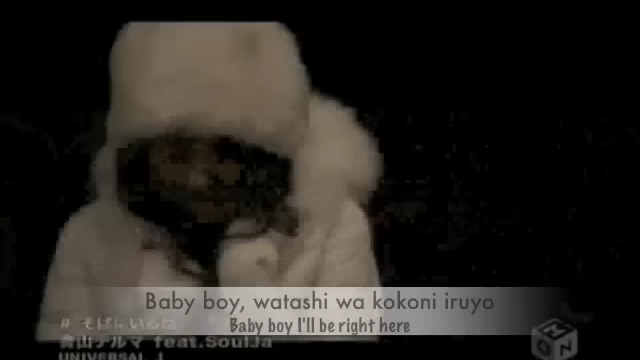 Baby boy, watashi wa kokoni iruyo
Baby boy I'll be right here
# そばにいるね
青山テルマ feat.SoulJa
UNIVERSAL J
M
ON